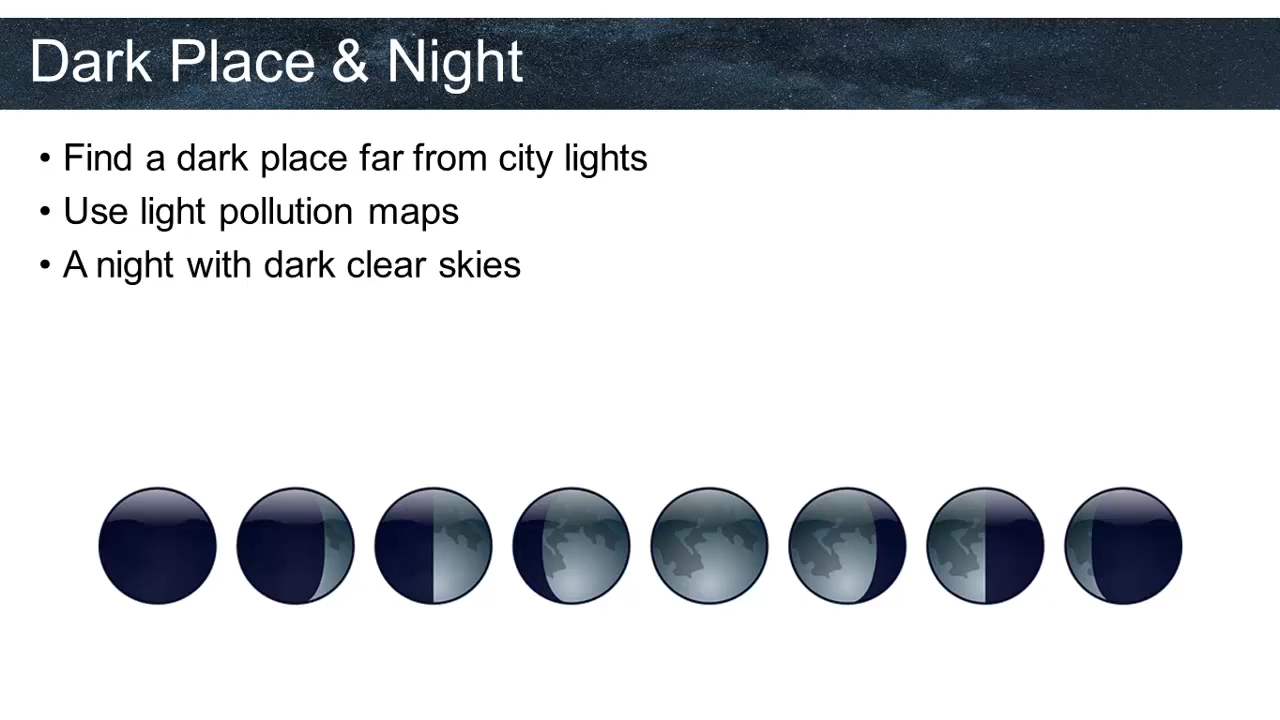 Dark Place & Night
• Find a dark place far from city lights
• Use light pollution maps
• A night with dark clear skies